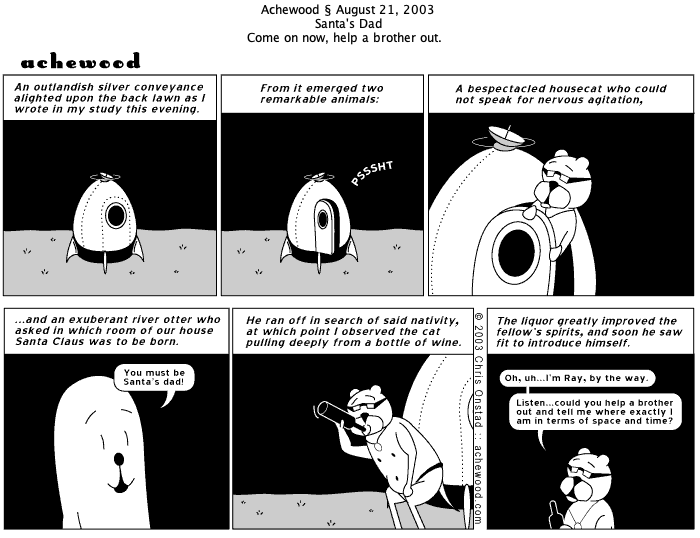 Achewood § August 21, 2003
Santa's Dad
Come on now, help a brother out.
achewood
An outlandish silver conveyance
alighted upon the back lawn as I
wrote in my study this evening.
From it emerged two
remarkable animals:
A bespectacled housecat who could
not speak for nervous agitation,
PSSSHT
...and an exuberant river otter who
asked in which room of our house
Santa Claus was to be born.
You must be
Santa's dad!
He ran off in search of said nativity,
at which point I observed the cat
pulling deeply from a bottle of wine.
© 2003 Chris Onstad :: achewood.com
The liquor greatly improved the
fellow's spirits, and soon he saw
fit to introduce himself.
Oh, uh...I'm Ray, by the way.
Listen...could you help a brother
out and tell me where exactly I
am in terms of space and time?